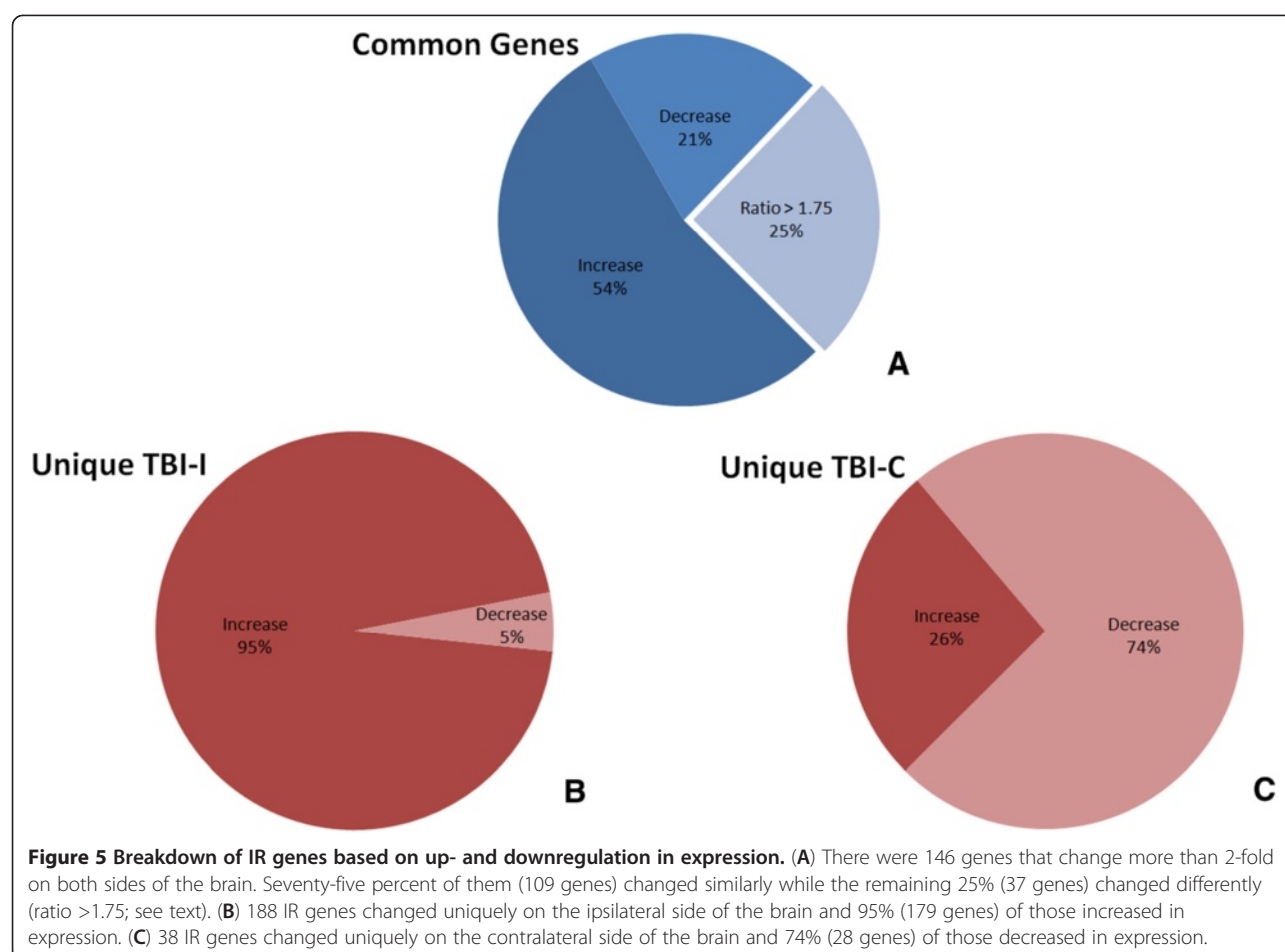 Common Genes
Decrease
21%
Ratio > 1.75
25%
Increase
54%
A
Unique TBI-I
Increase
95%
Decrease
5%
B
Unique TBI-C
Increase
26%
Decrease
74%
C
Figure 5 Breakdown of IR genes based on up- and downregulation in expression. (A) There were 146 genes that change more than 2-fold
on both sides of the brain. Seventy-five percent of them (109 genes) changed similarly while the remaining 25% (37 genes) changed differently
(ratio >1.75; see text). (B) 188 IR genes changed uniquely on the ipsilateral side of the brain and 95% (179 genes) of those increased in
expression. (C) 38 IR genes changed uniquely on the contralateral side of the brain and 74% (28 genes) of those decreased in expression.